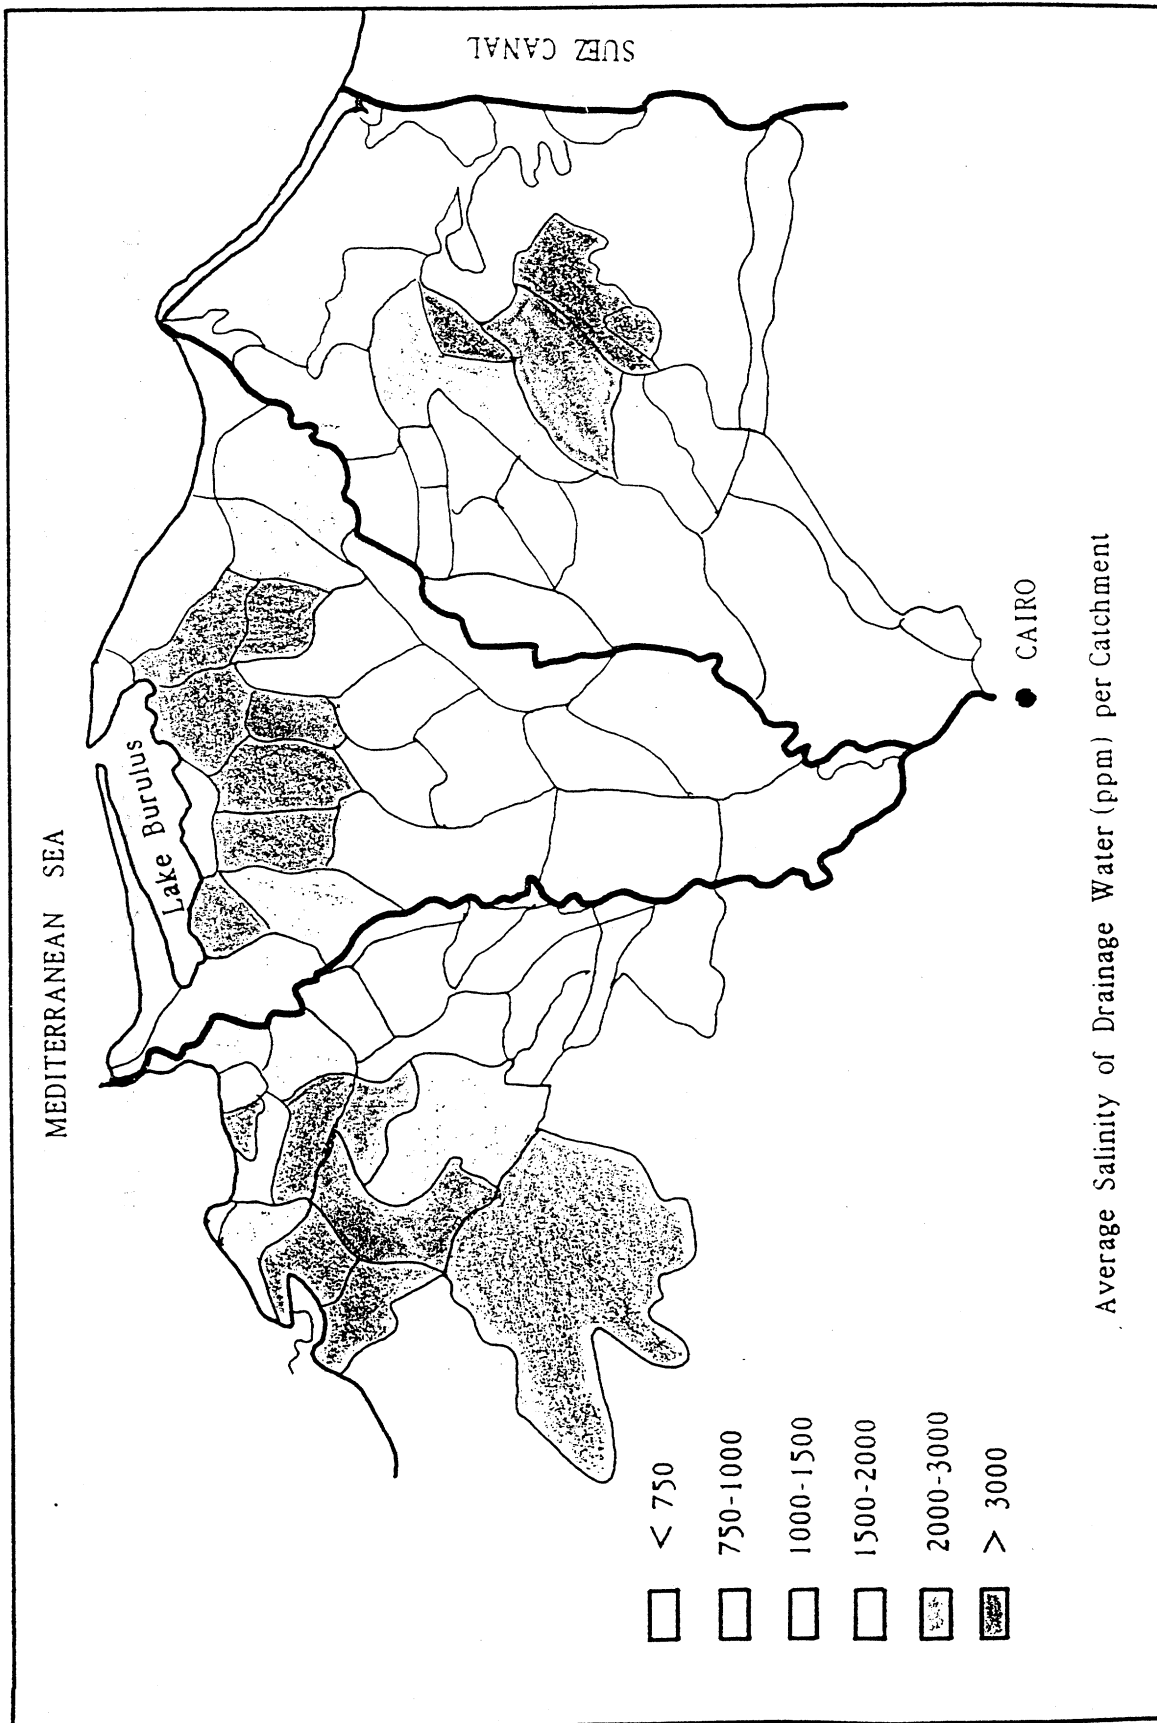 MEDITERRANEAN SEA
SUEZ CANAL
Lake Burulus
CAIRO
< 750
750-1000
1000-1500
1500-2000
2000-3000
> 3000
Average Salinity of Drainage Water (ppm) per Catchment